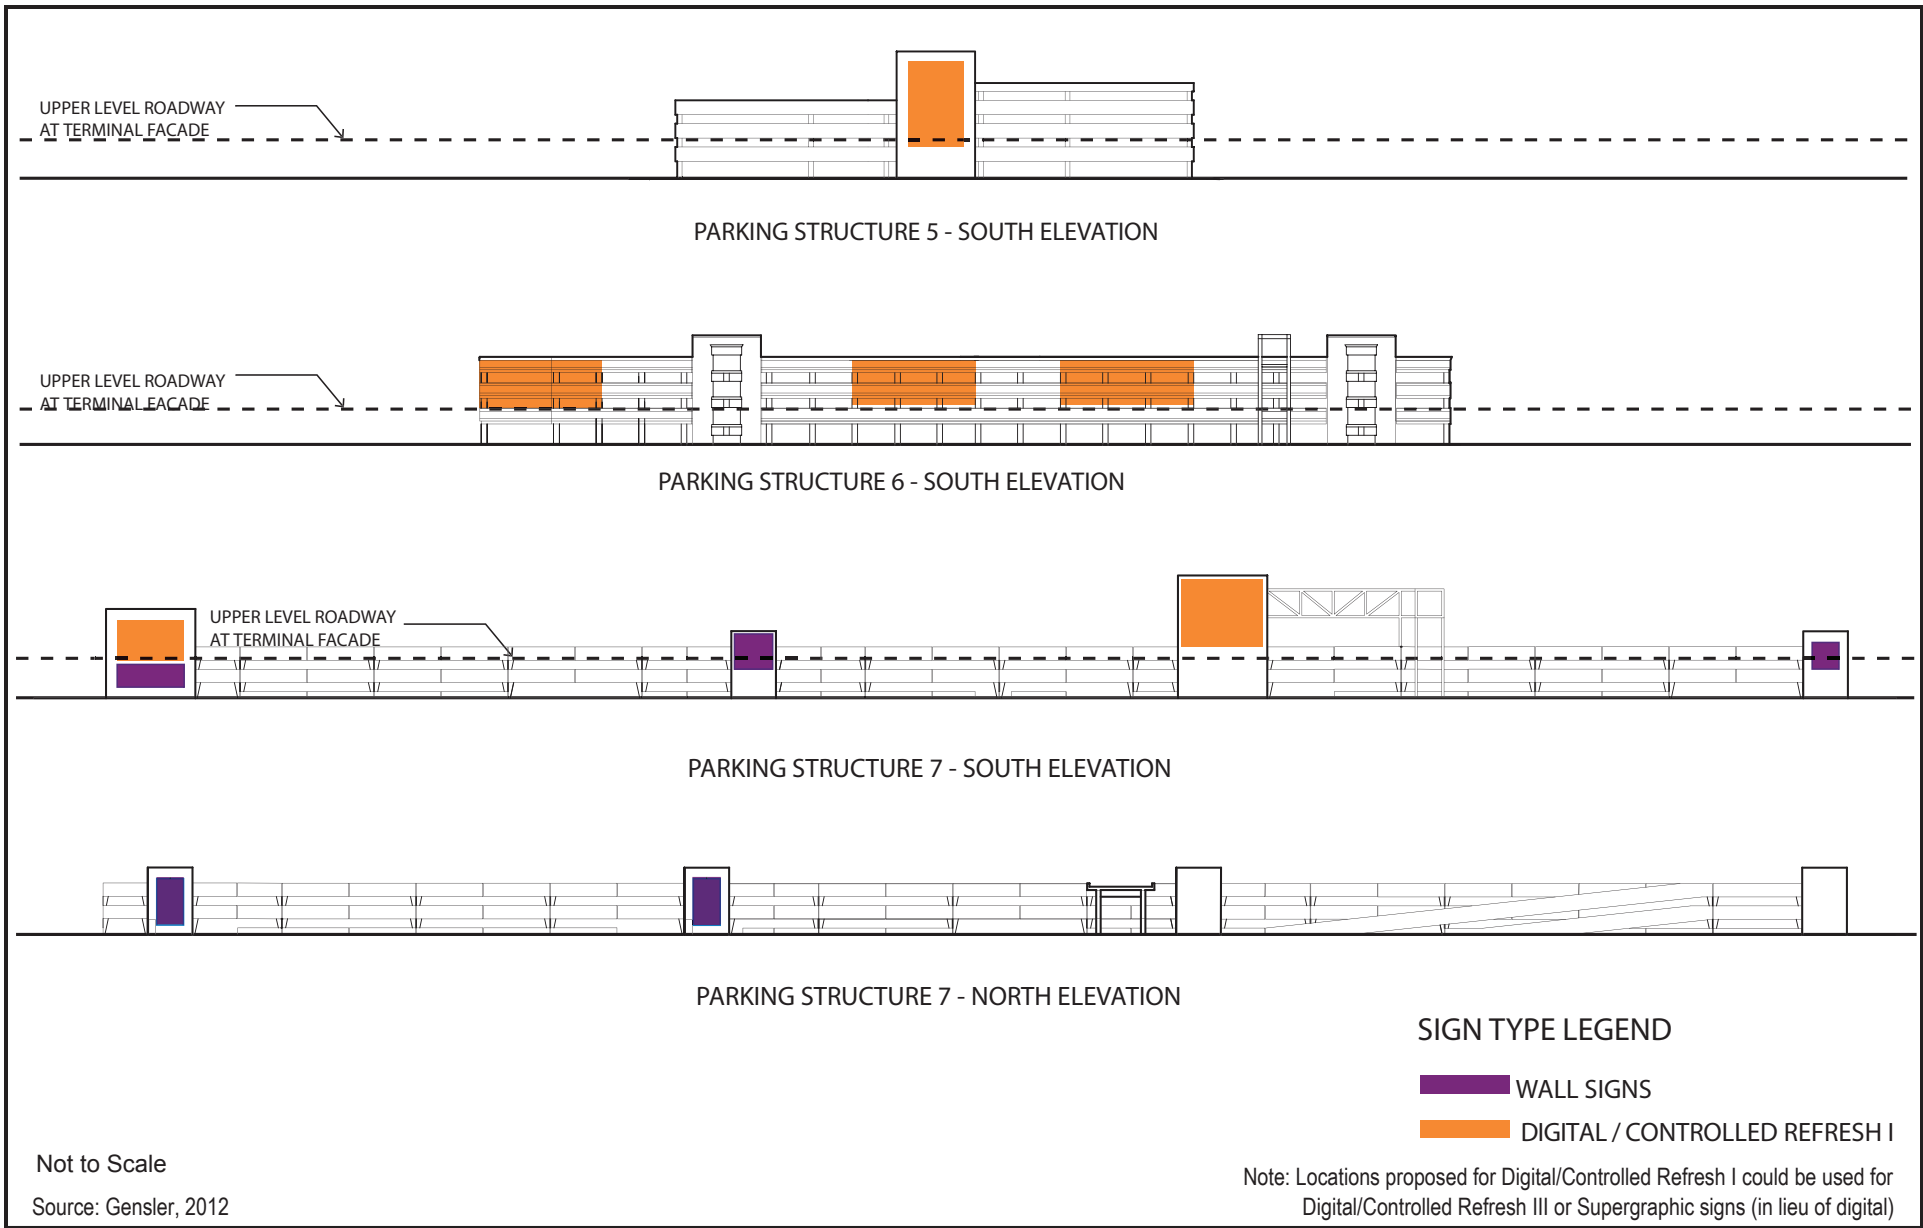 UPPER LEVEL ROADWAY
AT TERMINAL FACADE
PARKING STRUCTURE 5 - SOUTH ELEVATION
UPPER LEVEL ROADWAY
AT TERMINAL FACADE
PARKING STRUCTURE 6 - SOUTH ELEVATION
UPPER LEVEL ROADWAY
AT TERMINAL FACADE
PARKING STRUCTURE 7 - SOUTH ELEVATION
PARKING STRUCTURE 7 - NORTH ELEVATION
SIGN TYPE LEGEND
WALL SIGNS
DIGITAL / CONTROLLED REFRESH I
Not to Scale
Source: Gensler, 2012
Note: Locations proposed for Digital/Controlled Refresh I could be used for
Digital/Controlled Refresh III or Supergraphic signs (in lieu of digital)